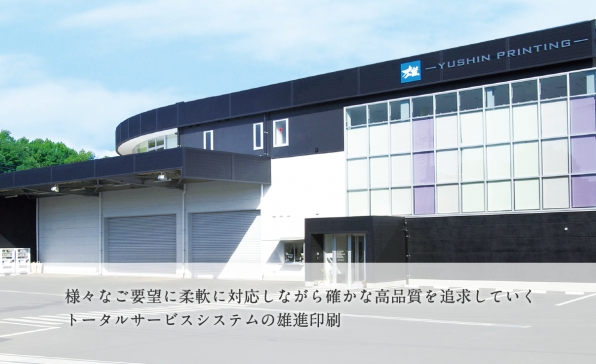 —YUSHIN PRINTING—
様々なご要望に柔軟に対応しながら確かな高品質を追求していく
トータルサービスシステムの雄進印刷